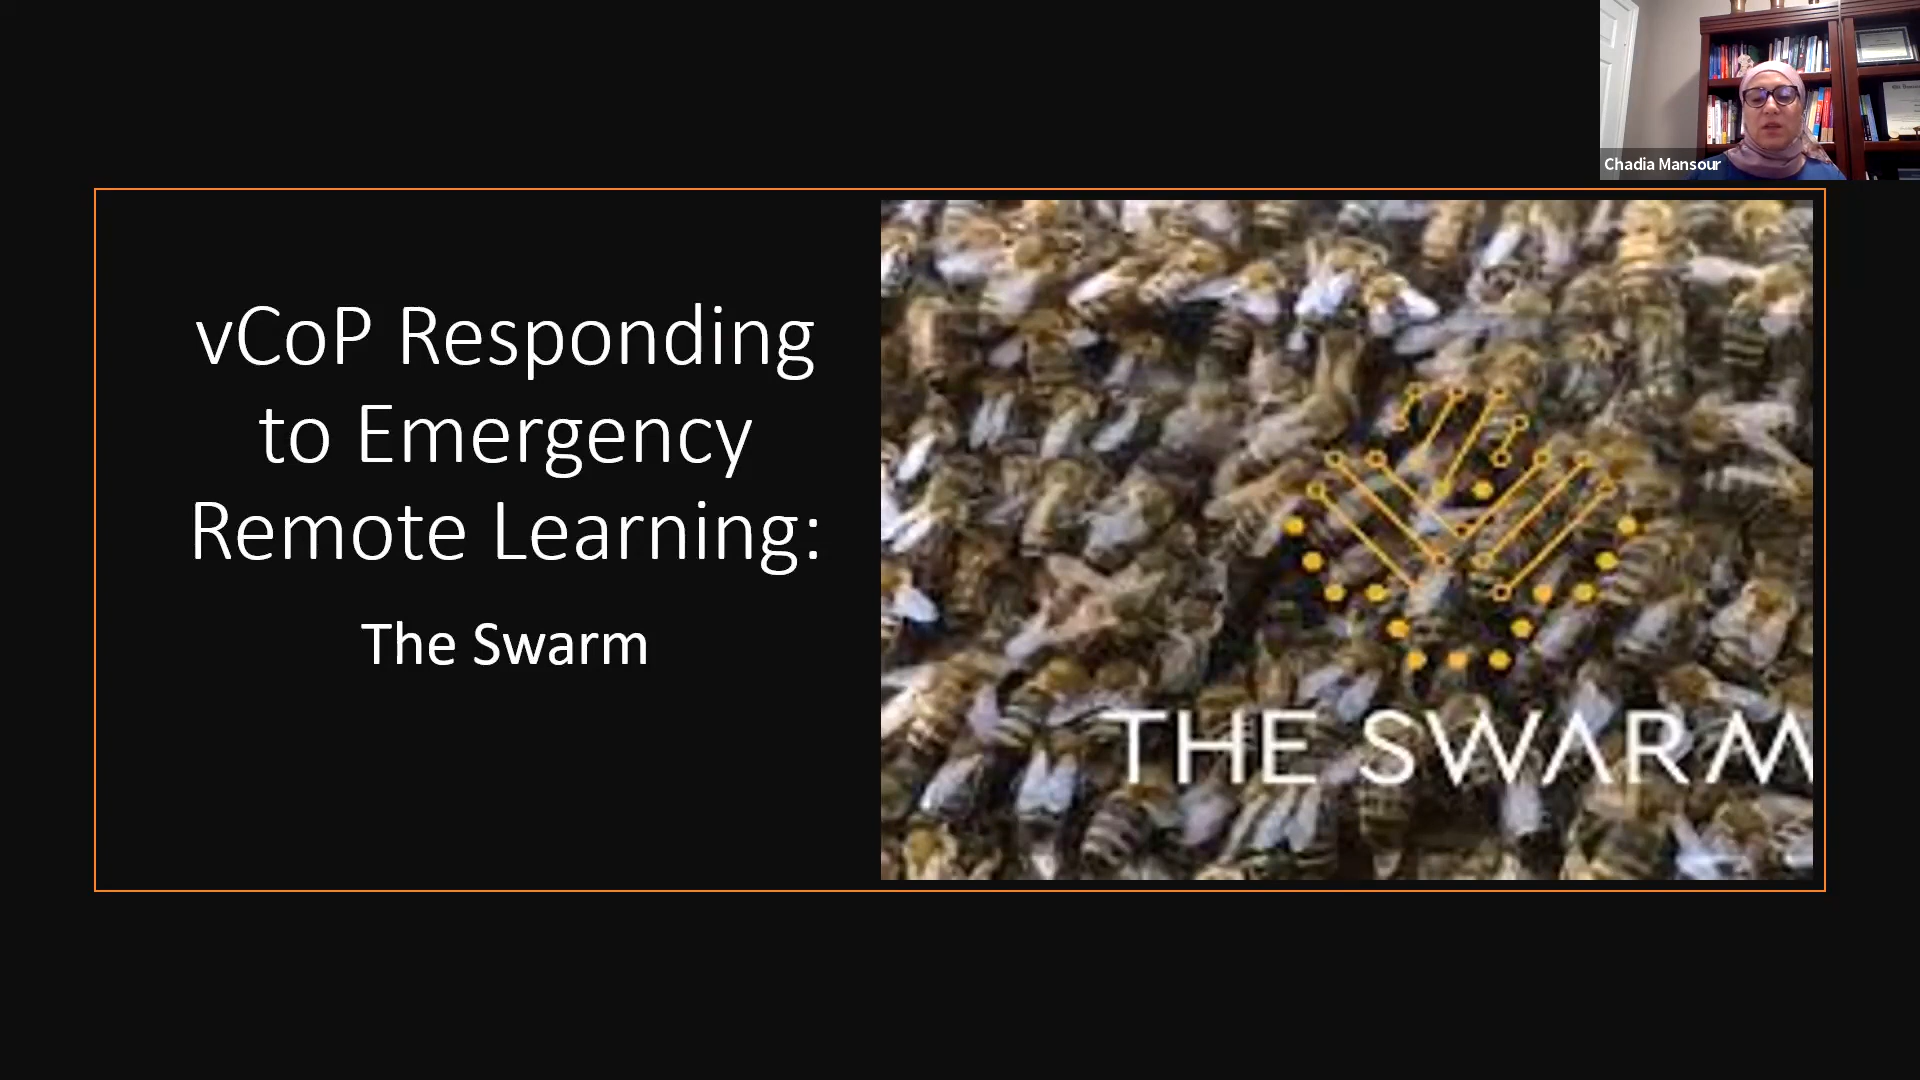 Chadia Mansour
vCoP Responding
to Emergency
Remote Learning:
The Swarm
THE SWARM